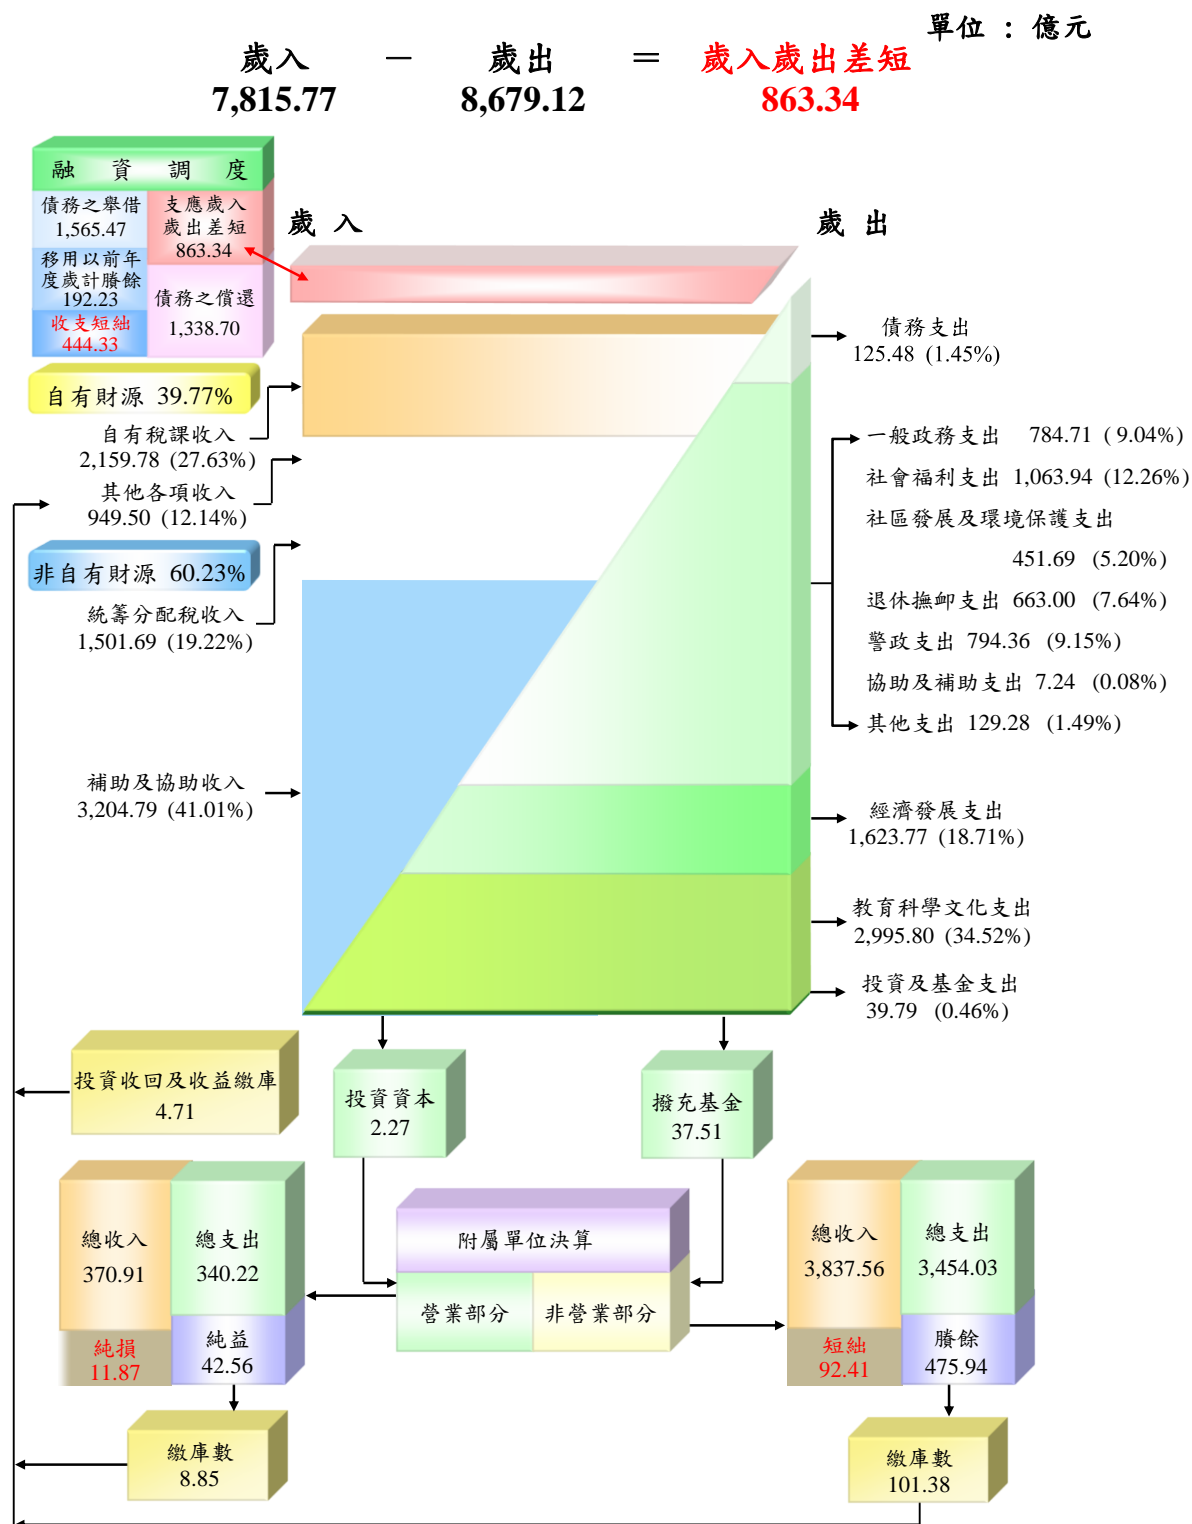 單位 : 億元
歲入 － 歲出 ＝ 歲入歲出差短
7,815.77 8,679.12 863.34
融資調度
債務之舉借
1,565.47
移用以前年
度歲計賸餘
192.23
收支短絀
444.33
支應歲入
歲出差短
863.34
債務之償還
1,338.70
歲入
歲出
自有財源 39.77%
自有稅課收入
2,159.78 (27.63%)
其他各項收入
949.50 (12.14%)
非自有財源 60.23%
統籌分配稅收入
1,501.69 (19.22%)
補助及協助收入
3,204.79 (41.01%)
債務支出
125.48 (1.45%)
一般政務支出 784.71 ( 9.04%)
社會福利支出 1,063.94 (12.26%)
社區發展及環境保護支出
451.69 (5.20%)
退休撫卹支出 663.00 (7.64%)
警政支出 794.36 (9.15%)
協助及補助支出 7.24 (0.08%)
其他支出 129.28 (1.49%)
經濟發展支出
1,623.77 (18.71%)
教育科學文化支出
2,995.80 (34.52%)
投資及基金支出
39.79 (0.46%)
投資收回及收益繳庫
4.71
投資資本
2.27
撥充基金
37.51
總收入
370.91
純損
11.87
總支出
340.22
純益
42.56
附屬單位決算
營業部分
非營業部分
總收入
3,837.56
短絀
92.41
總支出
3,454.03
賸餘
475.94
繳庫數
8.85
繳庫數
101.38